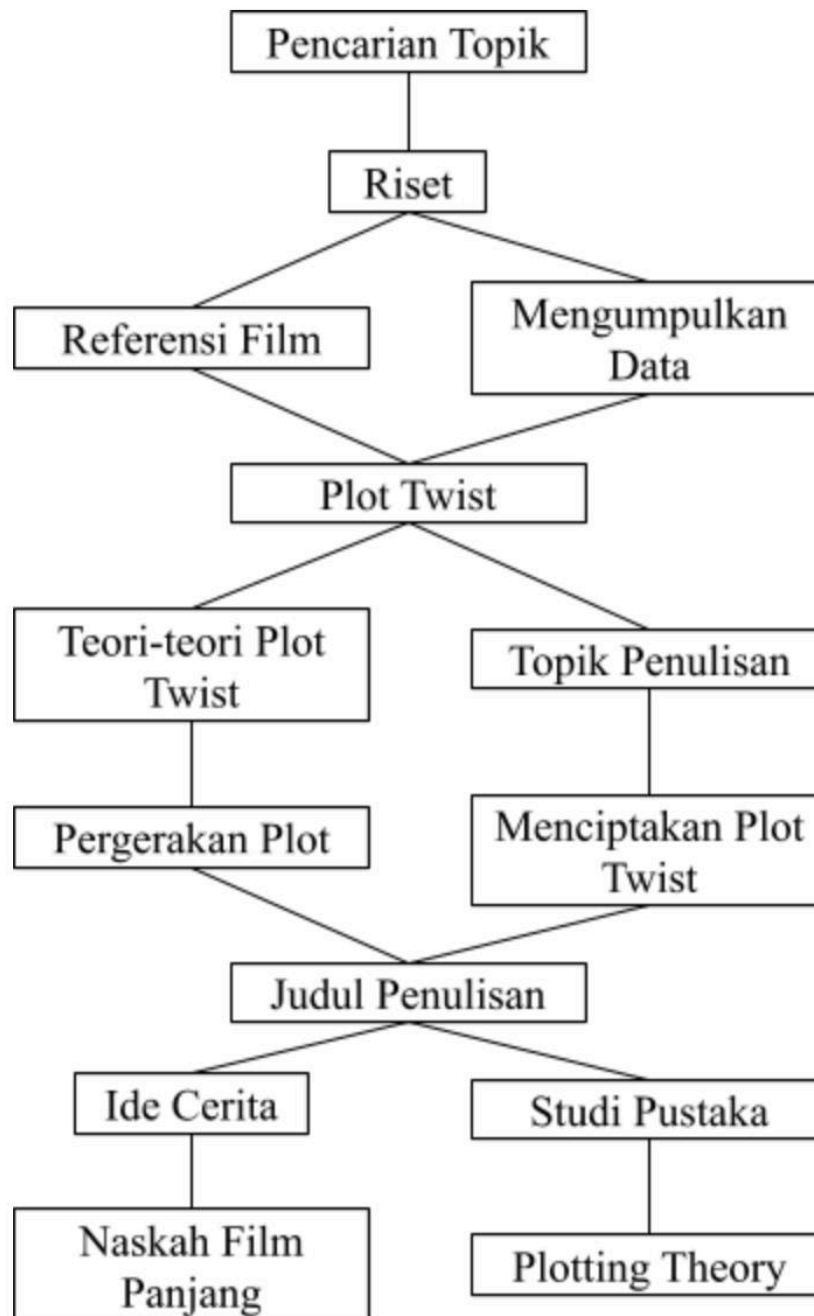 Pencarian Topik
Riset
Referensi Film
Mengumpulkan
Data
Plot Twist
Teori-teori Plot
Twist
Topik Penulisan
Pergerakan Plot
Menciptakan Plot
Twist
Judul Penulisan
Ide Cerita
Studi Pustaka
Naskah Film
Panjang
Plotting Theory